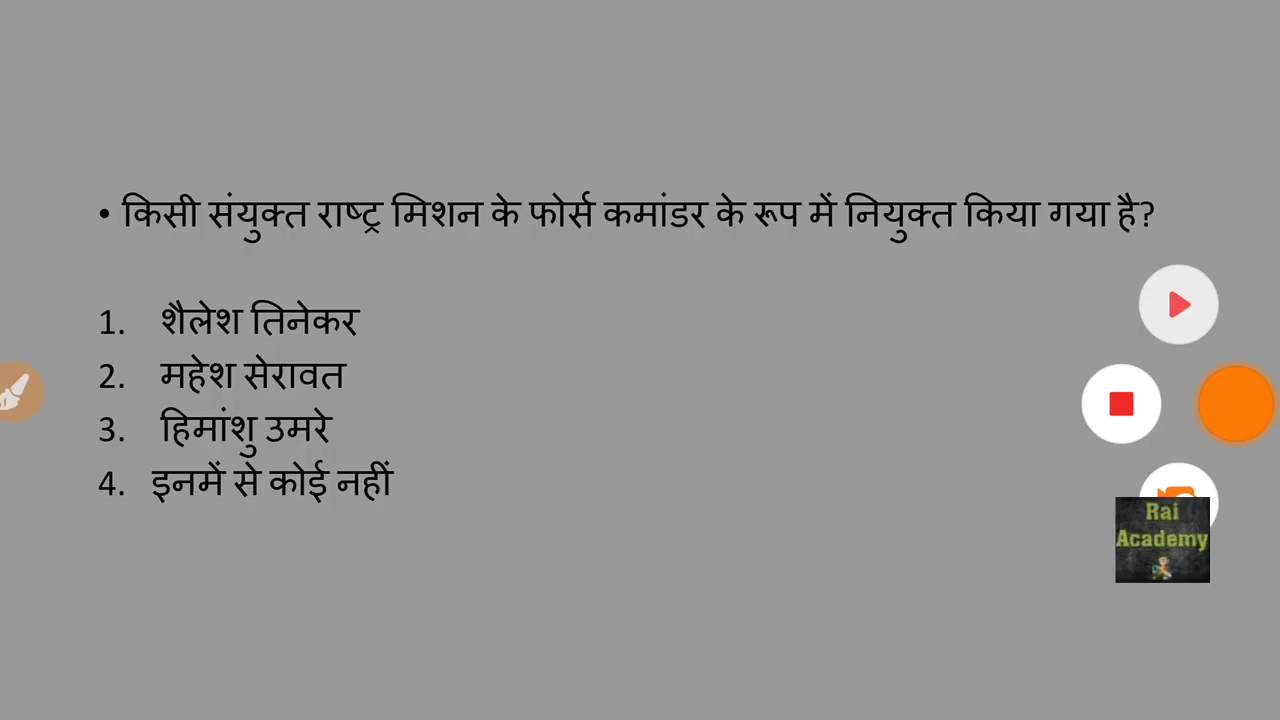 • किसी संयुक्त राष्ट्र मिशन के फोर्स कमांडर के रूप में नियुक्त किया गया है?
1. शैलेश तिनेकर
2. महेश सेरावत
3. हिमांशु उमरे
4. इनमें से कोई नहीं
Rai
Academy